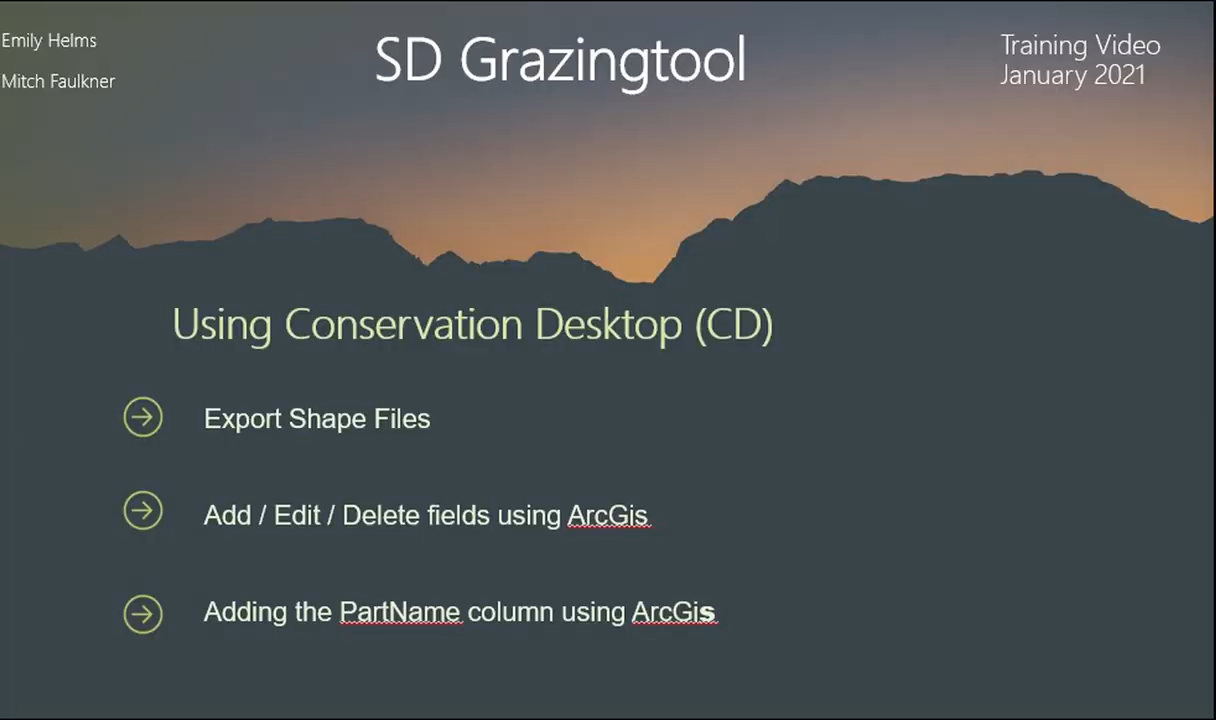 Emily Helms
Mitch Faulkner
SD Grazingtool
Training Video
January 2021
Using Conservation Desktop (CD)
Export Shape Files
Add / Edit / Delete fields using ArcGis
Adding the PartName column using ArcGis